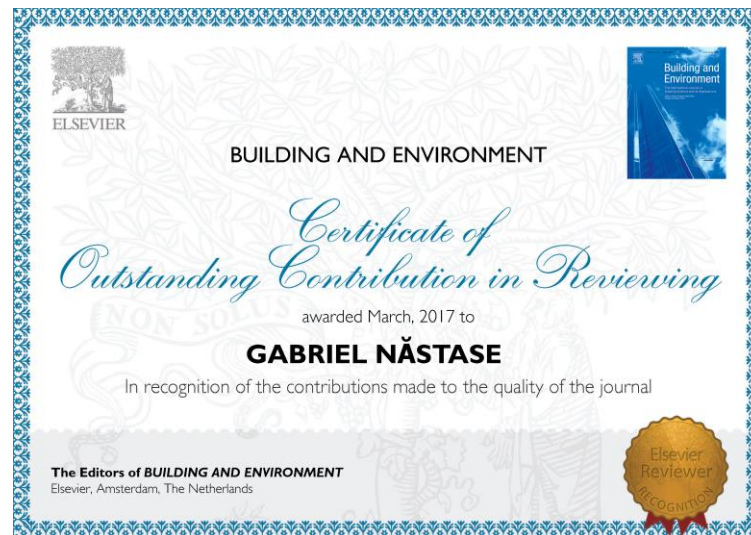 ELSEVIER
Building and
Environment
BUILDING AND ENVIRONMENT
Certificate of
Outstanding Contribution in Reviewing
NON SOLUS
awarded March, 2017 to
GABRIEL NĂSTASE
In recognition of the contributions made to the quality of the journal
The Editors of BUILDING AND ENVIRONMENT
Elsevier, Amsterdam, The Netherlands
Elsevier
Reviewer
RECOGNITION